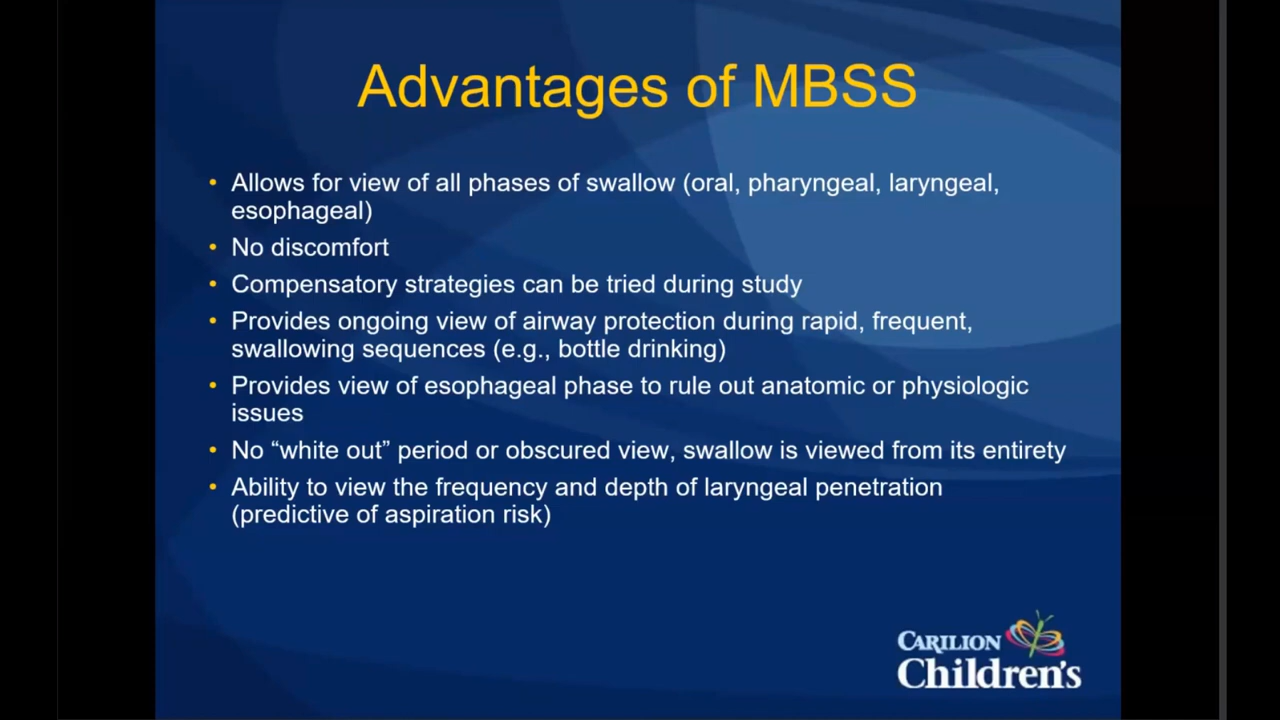 Advantages of MBSS
• Allows for view of all phases of swallow (oral, pharyngeal, laryngeal,
esophageal)
• No discomfort
• Compensatory strategies can be tried during study
• Provides ongoing view of airway protection during rapid, frequent,
swallowing sequences (e.g., bottle drinking)
• Provides view of esophageal phase to rule out anatomic or physiologic
issues
• No “white out” period or obscured view, swallow is viewed from its entirety
• Ability to view the frequency and depth of laryngeal penetration
(predictive of aspiration risk)
CARILION
Children's